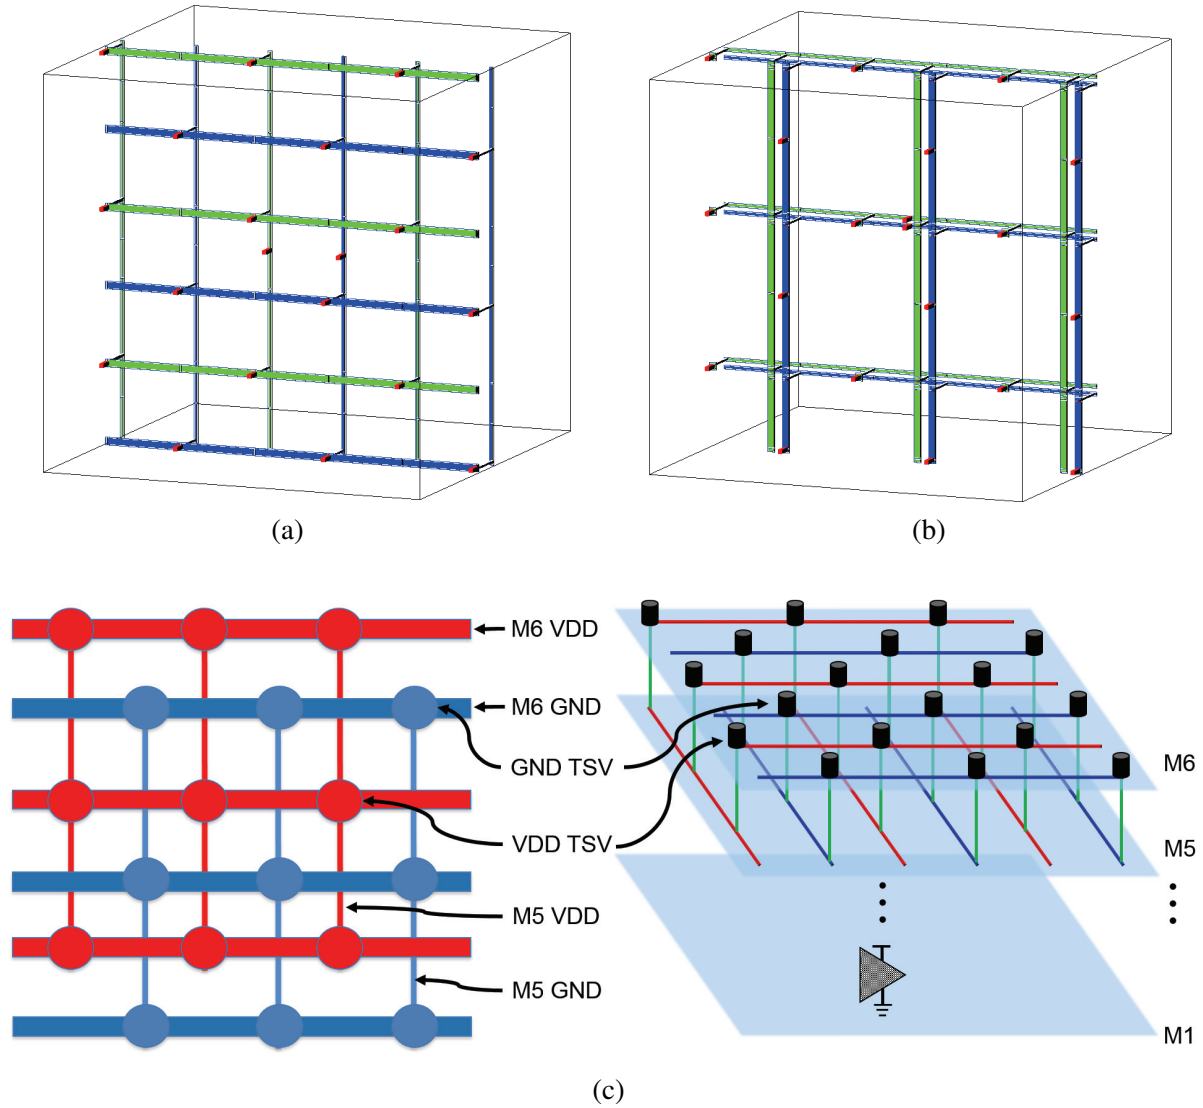 (a)
(b)
M6 VDD
M6 GND
GND TSV
VDD TSV
M5 VDD
M5 GND
M6
M5
M1
(c)